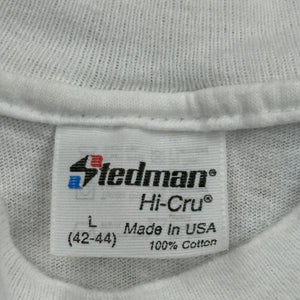 Stedman®
Hi-Cru®
L Made In USA
(42-44) 100% Cotton